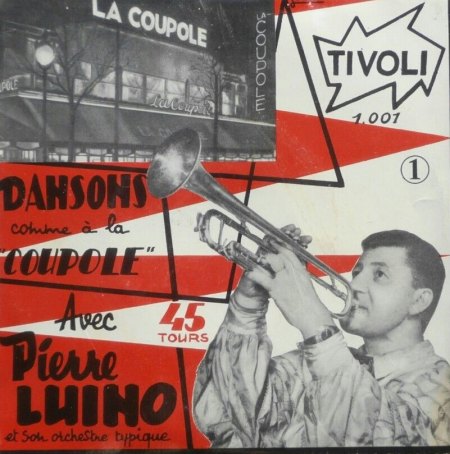 LA COUPOLE
COUPOLE
La Coupole
TIVOLI
1.001
1
DANSONS
comme à la
"COUPOLE"
Avec
45
TOURS
Pierre
LUINO
et son orchestre typique